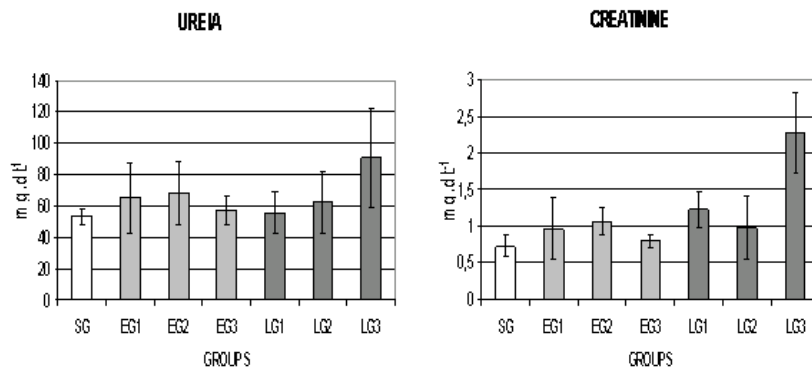 UREIA
140
120
100
80
60
40
20
0
mg.dL-1
SG EG1 EG2 EG3 LG1 LG2 LG3
GROUPS
CREATININE
3
2,5
2
1,5
1
0,5
0
mg.dL-1
SG EG1 EG2 EG3 LG1 LG2 LG3
GROUPS